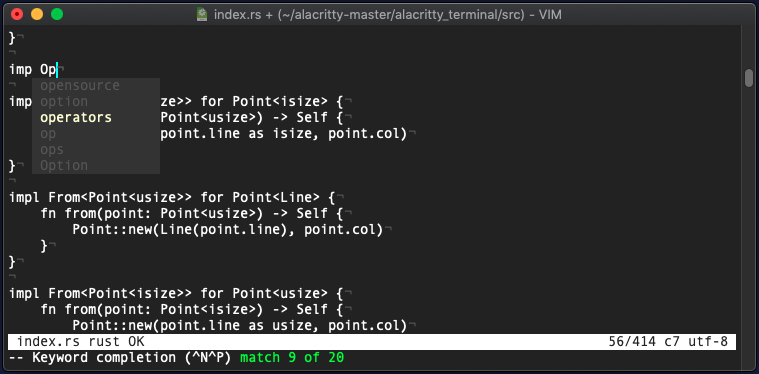 index.rs + (~/alacritty-master/alacritty_terminal/src) - VIM
}¬
¬
imp Op¬
¬ opensource
imp option ze>> for Point<isize> {¬
operators Point<usize>) -> Self {¬
op point.line as isize, point.col)¬
ops
}¬ Option
¬
impl From<Point<usize>> for Point<Line> {¬
    fn from(point: Point<usize>) -> Self {¬
        Point::new(Line(point.line), point.col)¬
    }¬
}¬
¬
impl From<Point<isize>> for Point<usize> {¬
    fn from(point: Point<isize>) -> Self {¬
        Point::new(point.line as usize, point.col)¬
index.rs rust OK 56/414 c7 utf-8
-- Keyword completion (^N^P) match 9 of 20